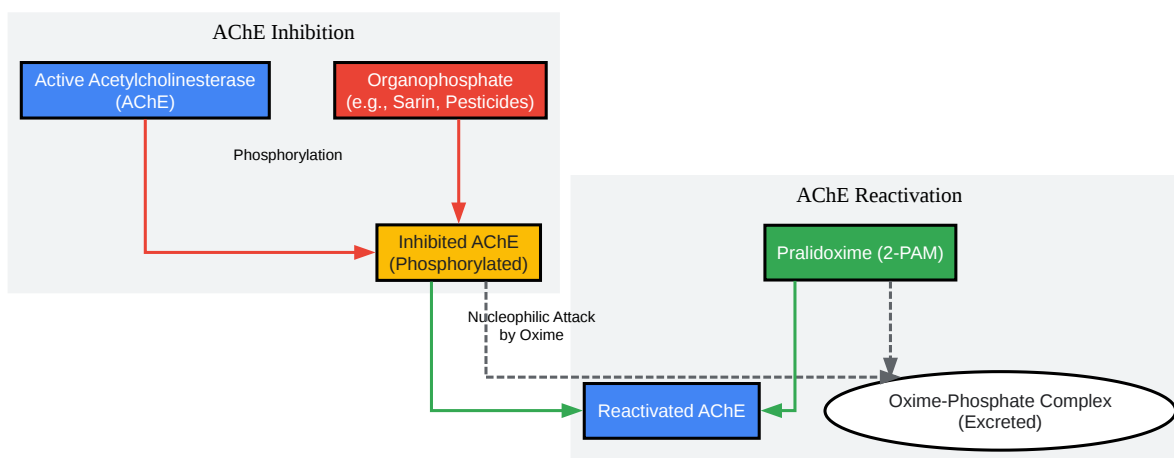 AChE Inhibition
Active Acetylcholinesterase
(AChE)
Organophosphate
(e.g., Sarin, Pesticides)
Phosphorylation
Inhibited AChE
(Phosphorylated)
AChE Reactivation
Pralidoxime (2-PAM)
Nucleophilic Attack
by Oxime
Reactivated AChE
Oxime-Phosphate Complex
(Excreted)